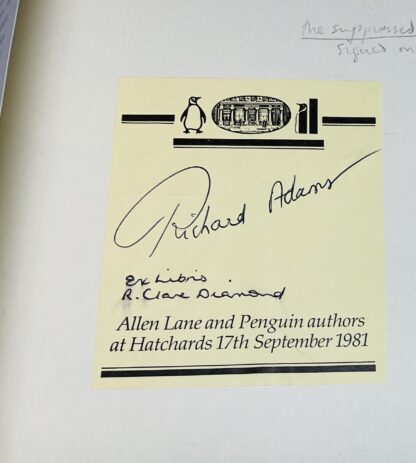 the suppressed
signed on
Richard Adams
Ex Libris.
R. Clare Diamond
Allen Lane and Penguin authors
at Hatchards 17th September 1981